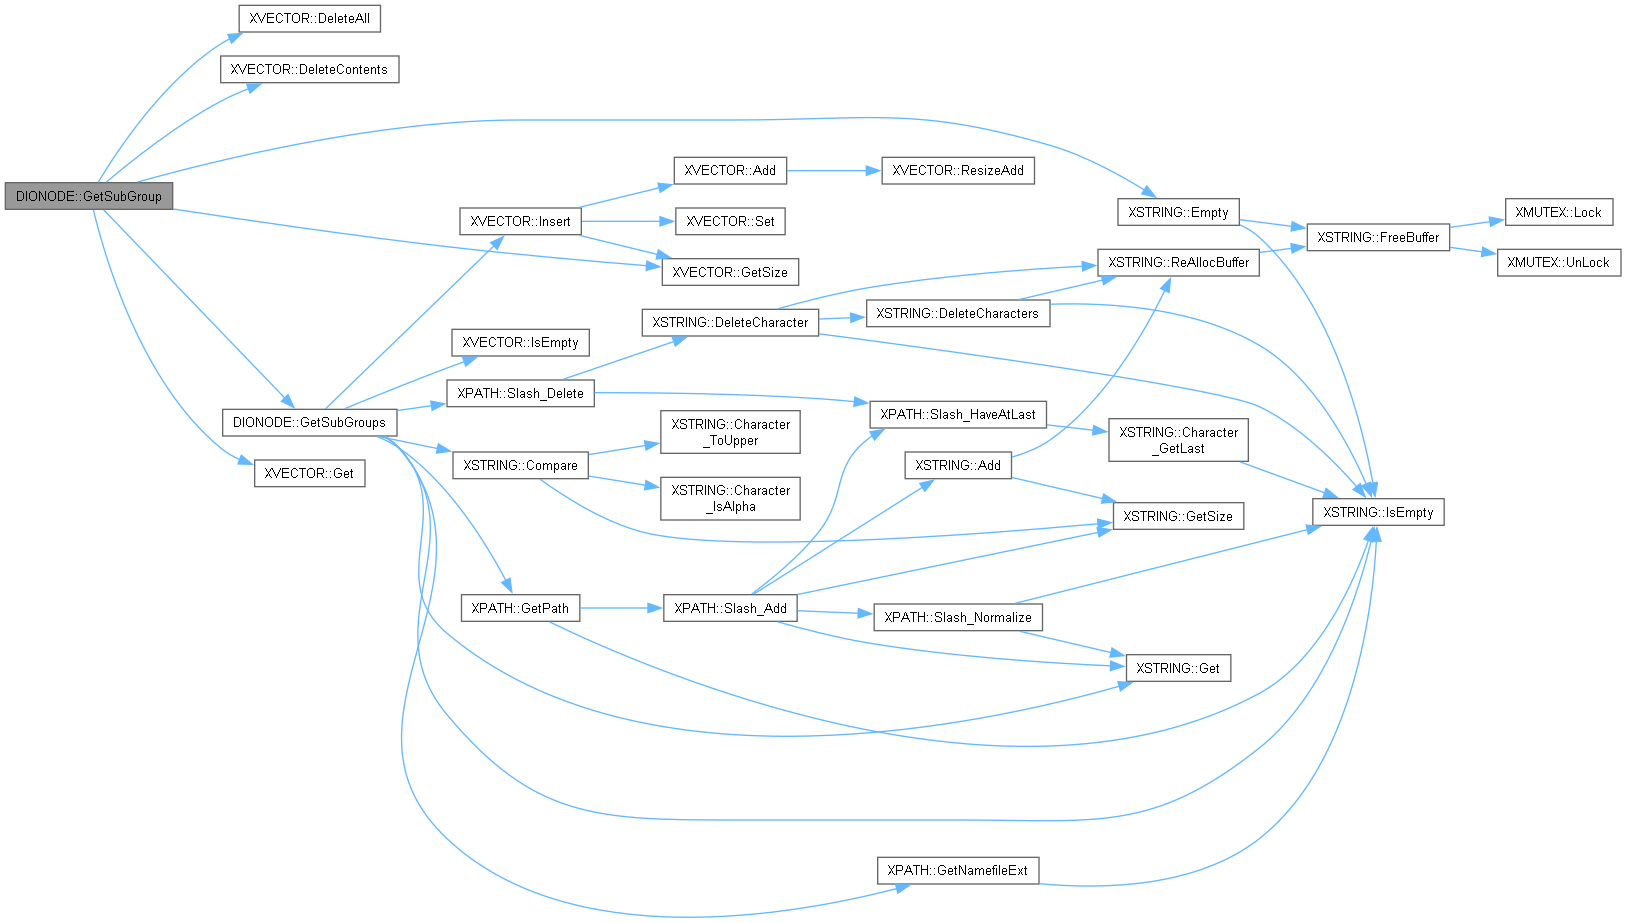 XVECTOR::DeleteAll
XVECTOR::DeleteContents
DIONODE::GetSubGroup
XVECTOR::Add
XVECTOR::ResizeAdd
XVECTOR::Insert
XVECTOR::Set
XVECTOR::GetSize
XSTRING::Empty
XSTRING::FreeBuffer
XMUTEX::Lock
XMUTEX::UnLock
XSTRING::ReAllocBuffer
XSTRING::DeleteCharacter
XSTRING::DeleteCharacters
XVECTOR::IsEmpty
XPATH::Slash_Delete
XPATH::Slash_HaveAtLast
DIONODE::GetSubGroups
XSTRING::Character
_ToUpper
XSTRING::Character
_GetLast
XSTRING::Compare
XVECTOR::Get
XSTRING::Add
XSTRING::Character
_IsAlpha
XSTRING::GetSize
XSTRING::IsEmpty
XPATH::GetPath
XPATH::Slash_Add
XPATH::Slash_Normalize
XSTRING::Get
XPATH::GetNamefileExt